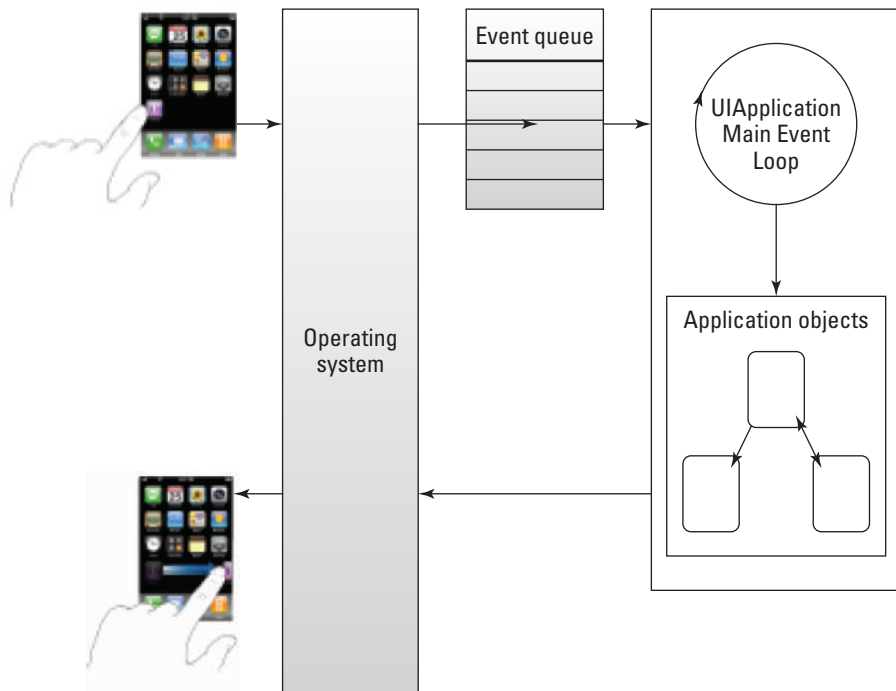 Event queue
UIApplication
Main Event
Loop
Application objects
Operating
system